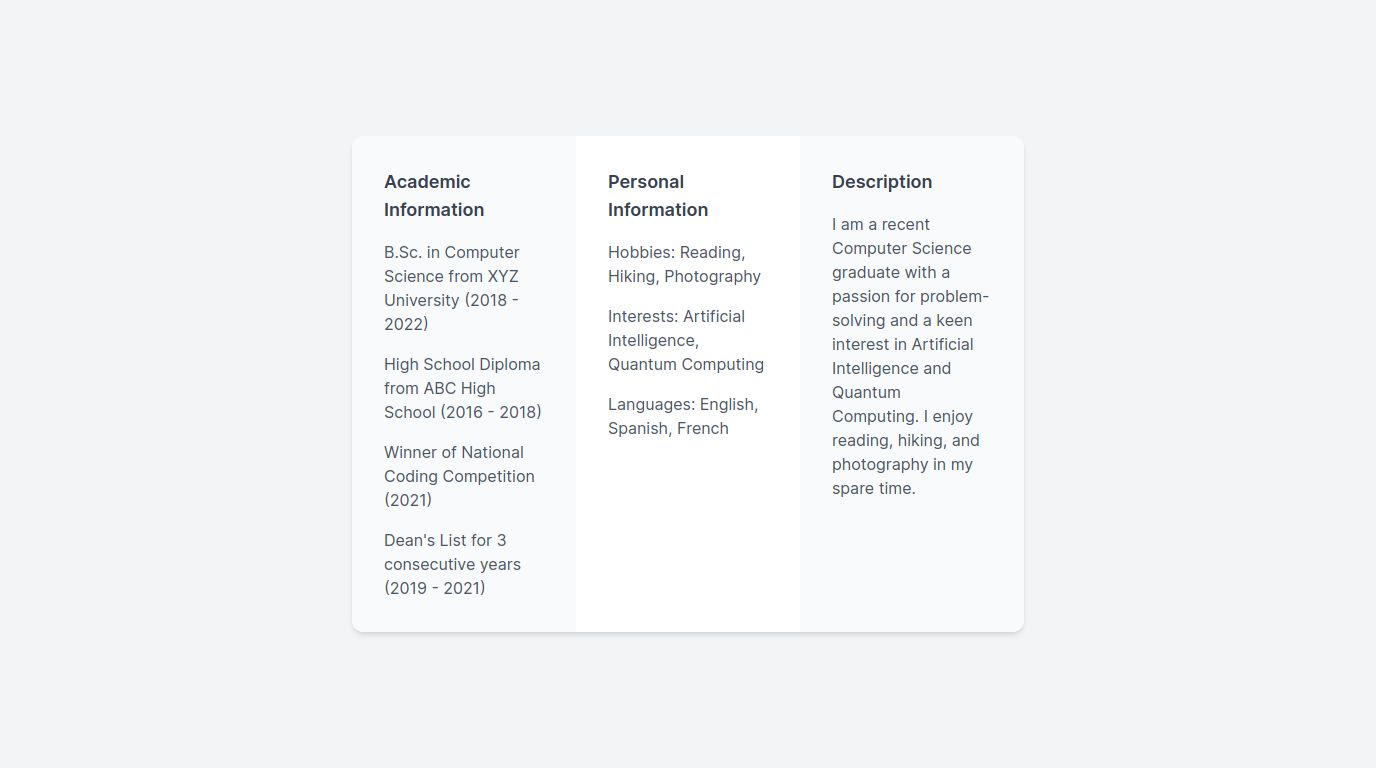 Academic
Information
B.Sc. in Computer
Science from XYZ
University (2018 -
2022)
High School Diploma
from ABC High
School (2016 - 2018)
Winner of National
Coding Competition
(2021)
Dean's List for 3
consecutive years
(2019 - 2021)
Personal
Information
Hobbies: Reading,
Hiking, Photography
Interests: Artificial
Intelligence,
Quantum Computing
Languages: English,
Spanish, French
Description
I am a recent
Computer Science
graduate with a
passion for problem-
solving and a keen
interest in Artificial
Intelligence and
Quantum
Computing. I enjoy
reading, hiking, and
photography in my
spare time.